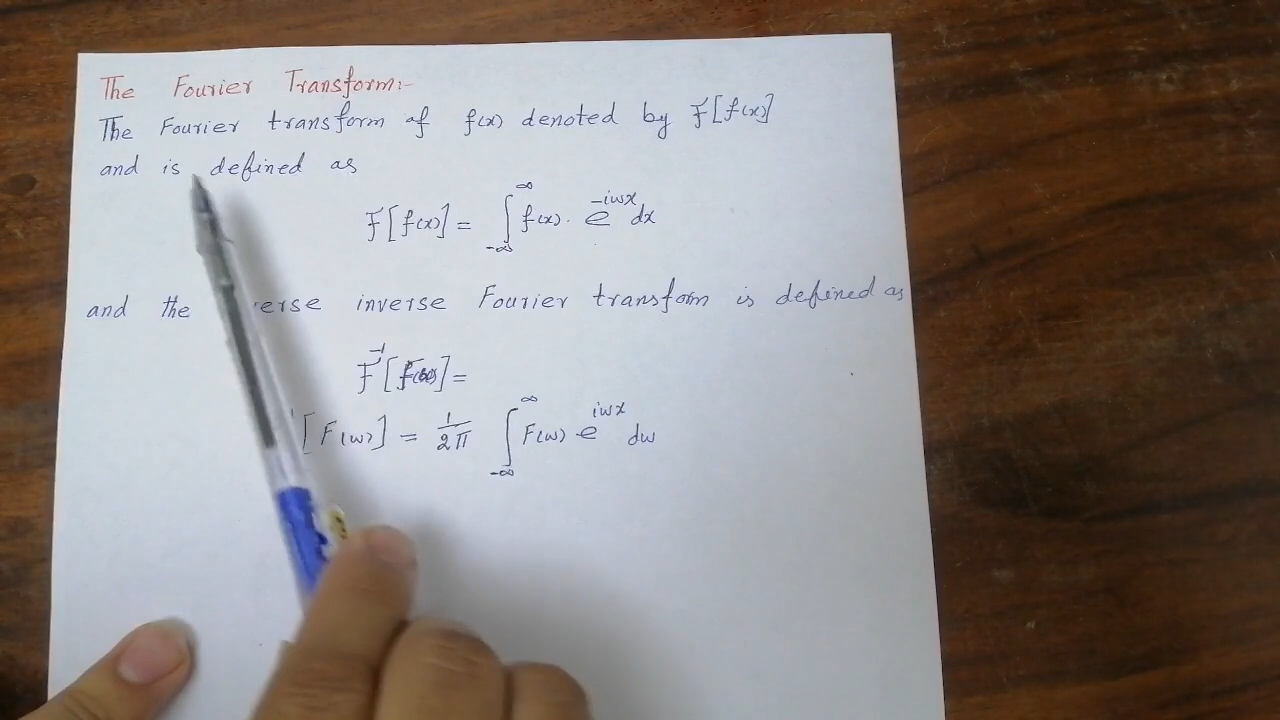 The Fourier Transform:-
The Fourier transform of f(x) denoted by F[f(x)]
and is defined as
F[f(x)] = ∫_{-∞}^{∞} f(x). e^{-iωx} dx
and the inverse Fourier transform is defined as
F^{-1}[F(ω)] =
[F(ω)] = 1/2π ∫_{-∞}^{∞} F(ω) e^{iωx} dω